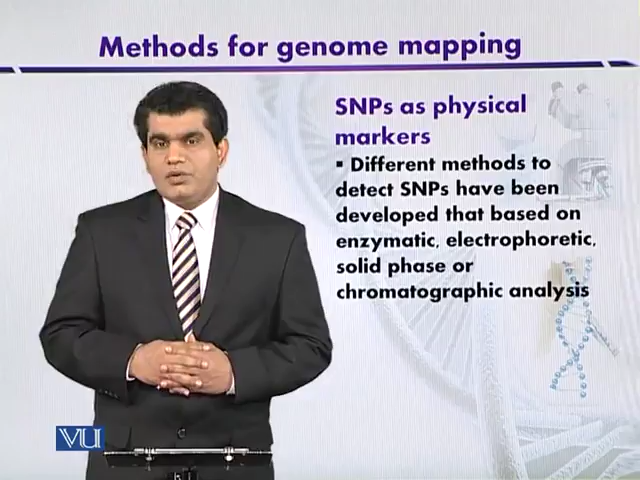 Methods for genome mapping
SNPs as physical
markers
▪ Different methods to
detect SNPs have been
developed that based on
enzymatic, electrophoretic,
solid phase or
chromatographic analysis
VU